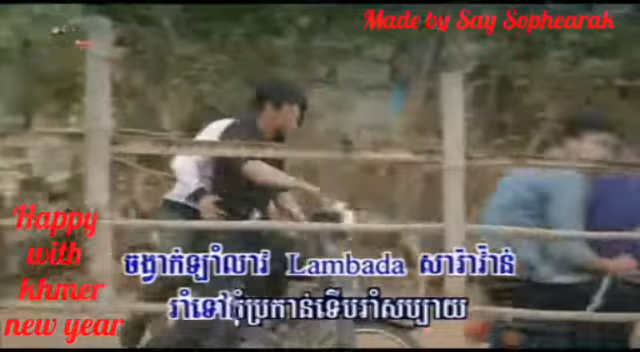 Made by Say Sophearak
Happy
with
khmer
new year
ចង្វាក់ឡាំលាវ Lambada សារ៉ាវ៉ាន់
រាំទៅកុំប្រកាន់ទើបរាំសប្បាយ